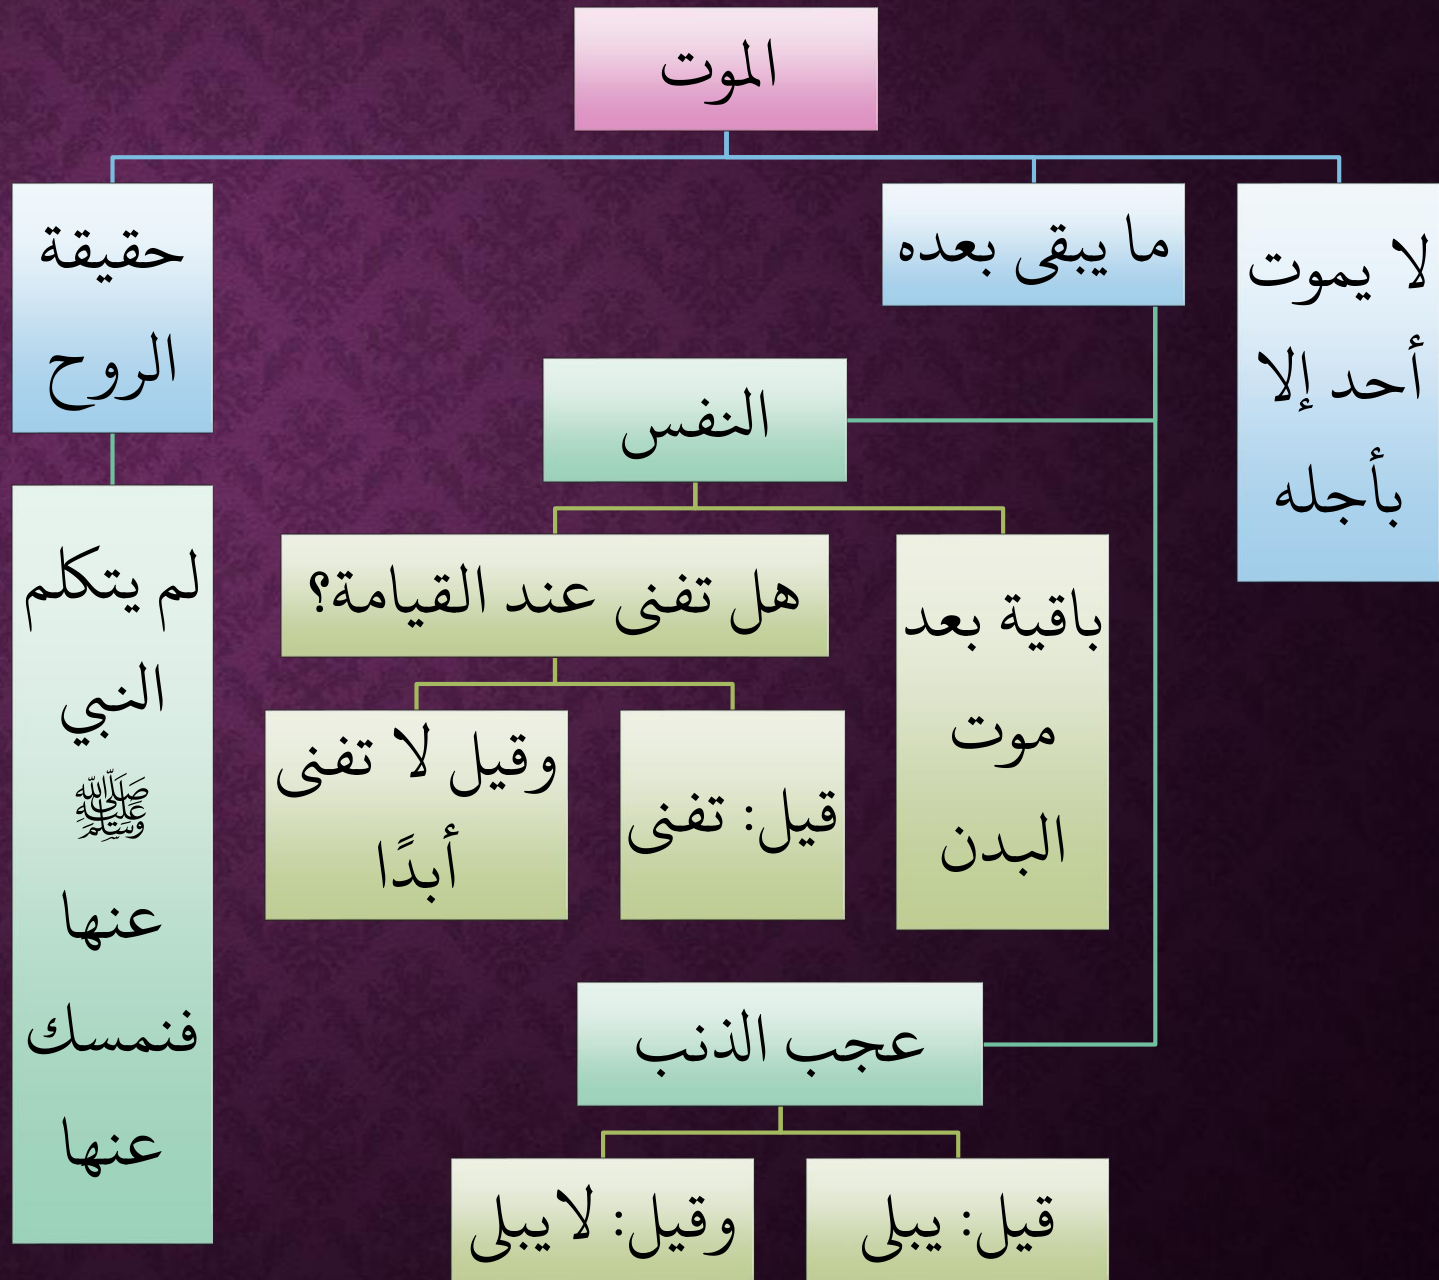 الموت
لا يموت
أحد إلا
بأجله
ما يبقى بعده
النفس
باقية بعد
موت
البدن
هل تفنى عند القيامة؟
قيل: تفنى
وقيل لا تفنى
أبدًا
عجب الذنب
قيل: يبلى
وقيل: لا يبلى
حقيقة
الروح
لم يتكلم
النبي
ﷺ
عنها
فنمسك
عنها